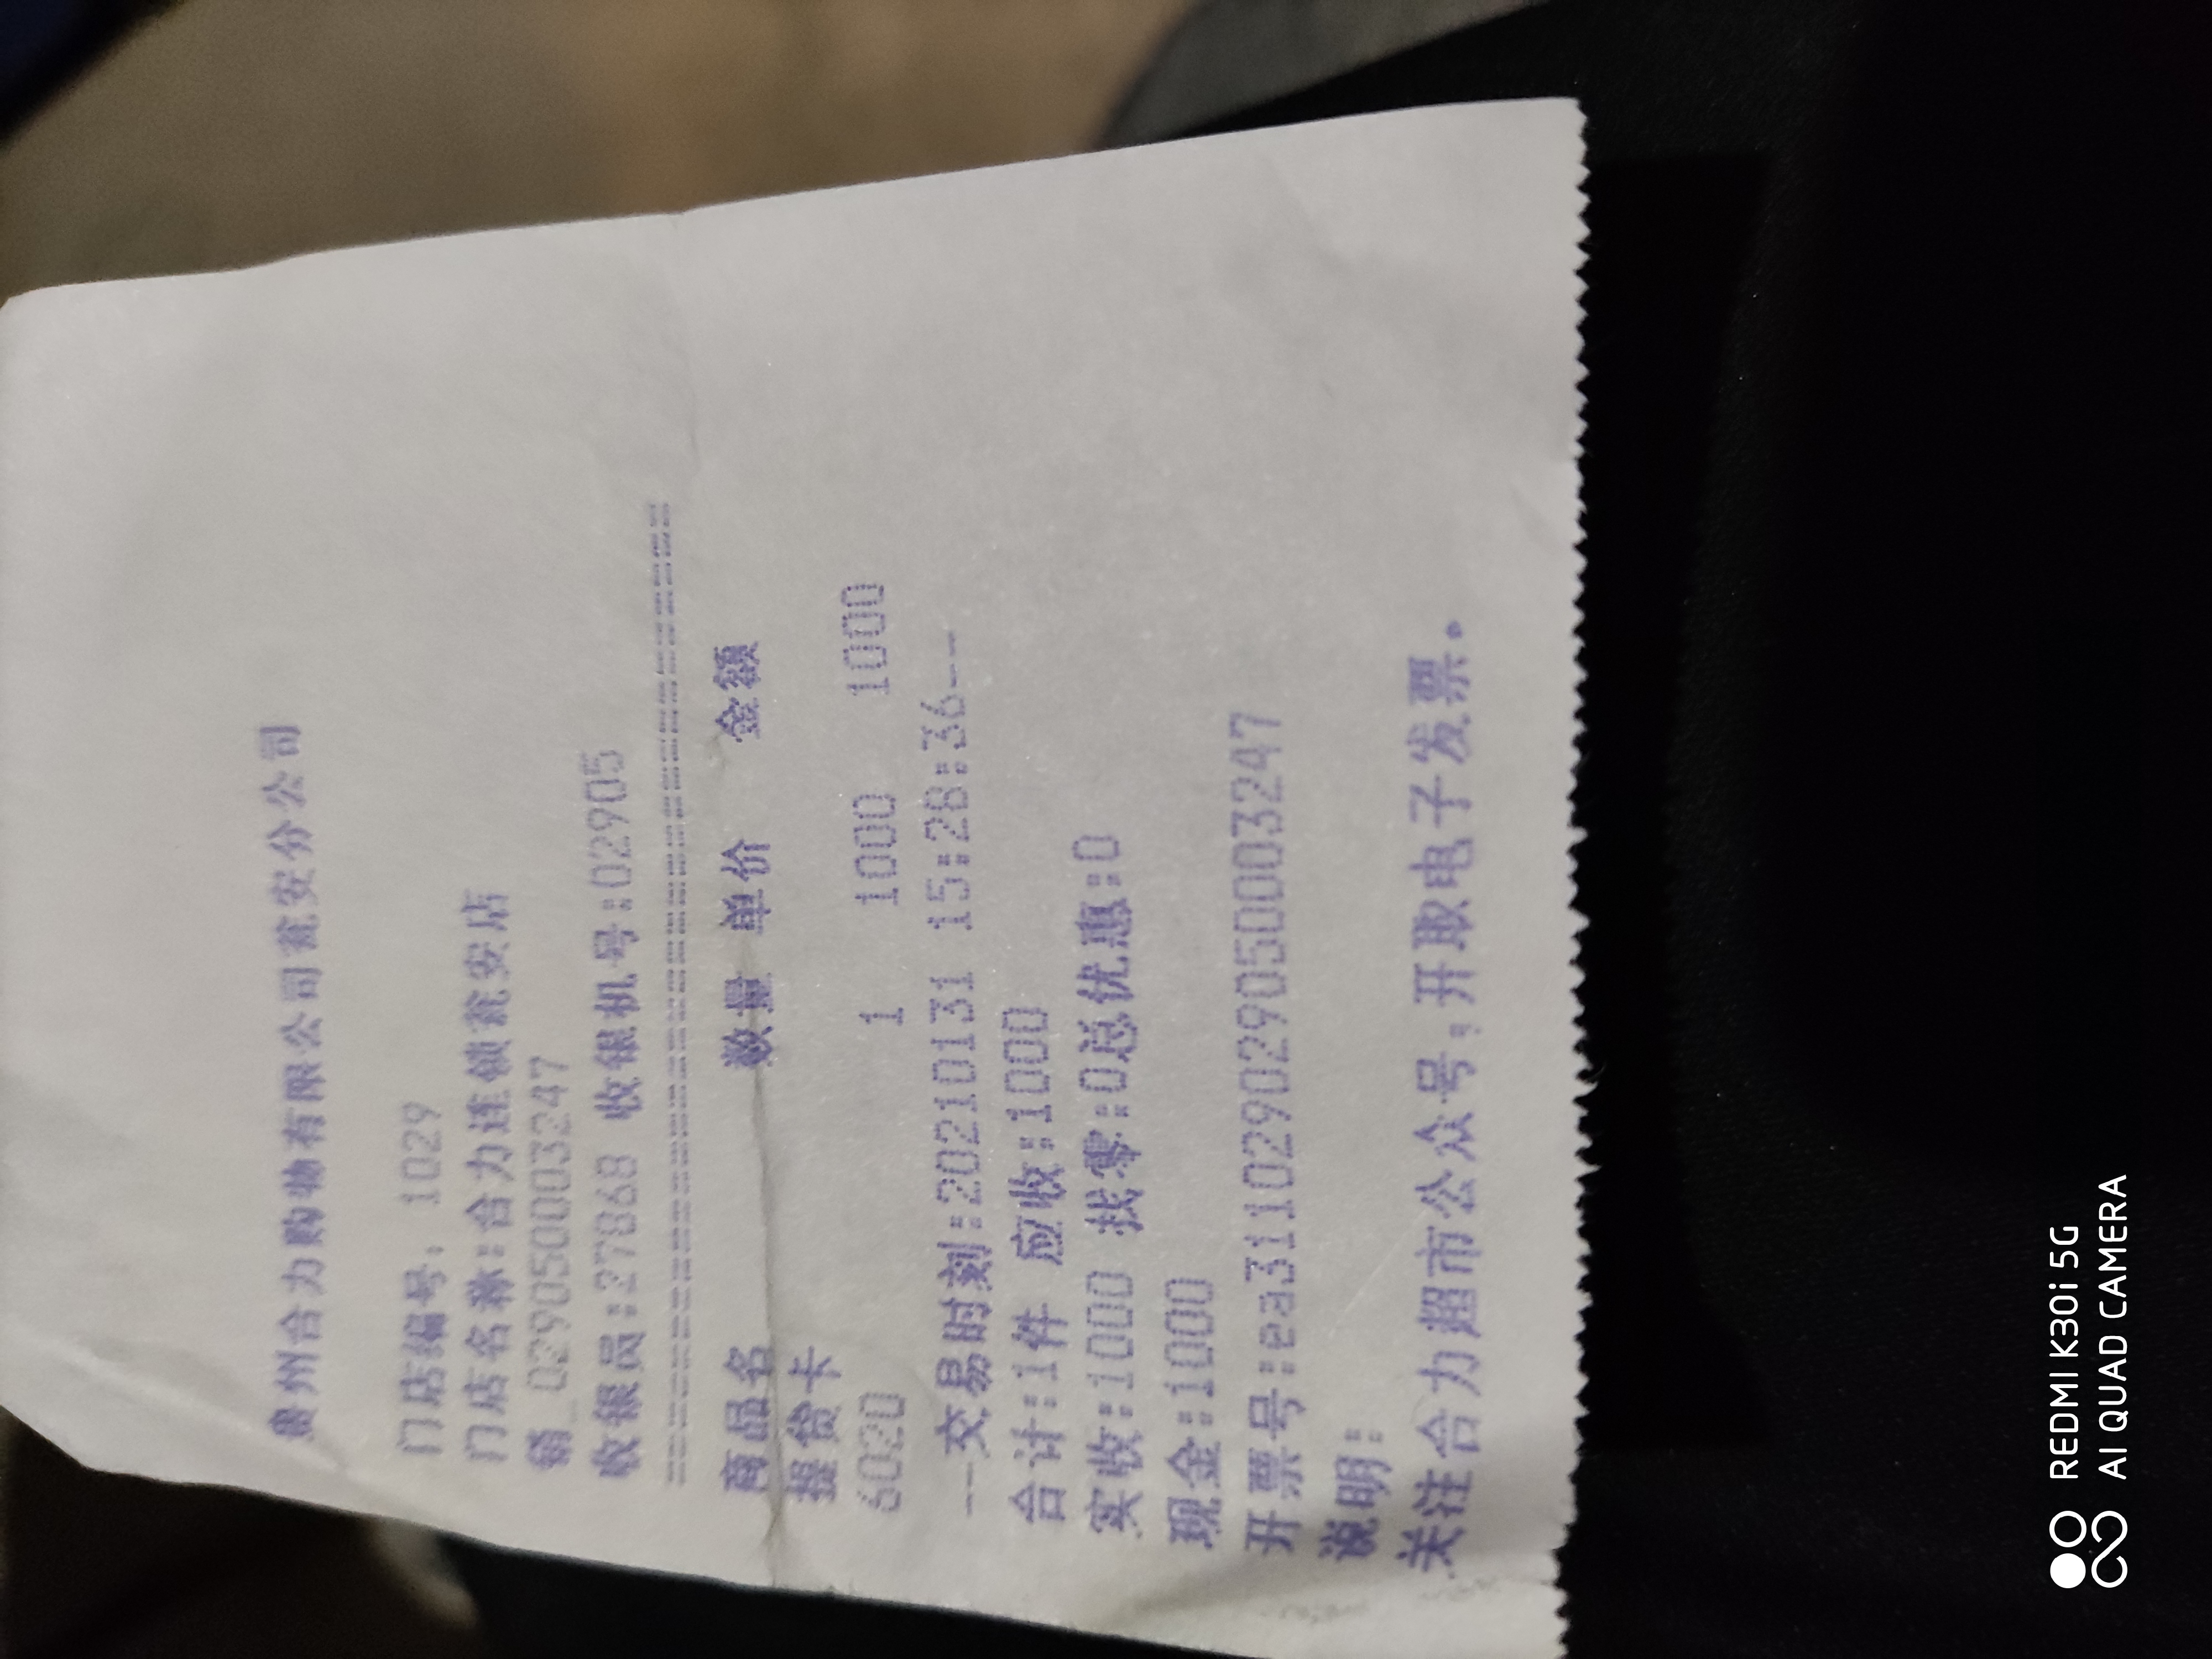 贵州合力购物有限公司瓮安分公司
门店编号: 1029
门店名称:合力连锁瓮安店
销_029050003247
收银员:27868 收银机号:02905
================================
商品名 数量 单价 金额
提货卡
6020 1 1000 1000
--交易时刻:20210131 15:28:36--
合计:1件 应收:1000
实收:1000 找零:0总优惠:0
现金:1000
开票号:ea311029029050003247
说明:
关注合力超市公众号,开取电子发票。
REDMI K30i 5G
AI QUAD CAMERA